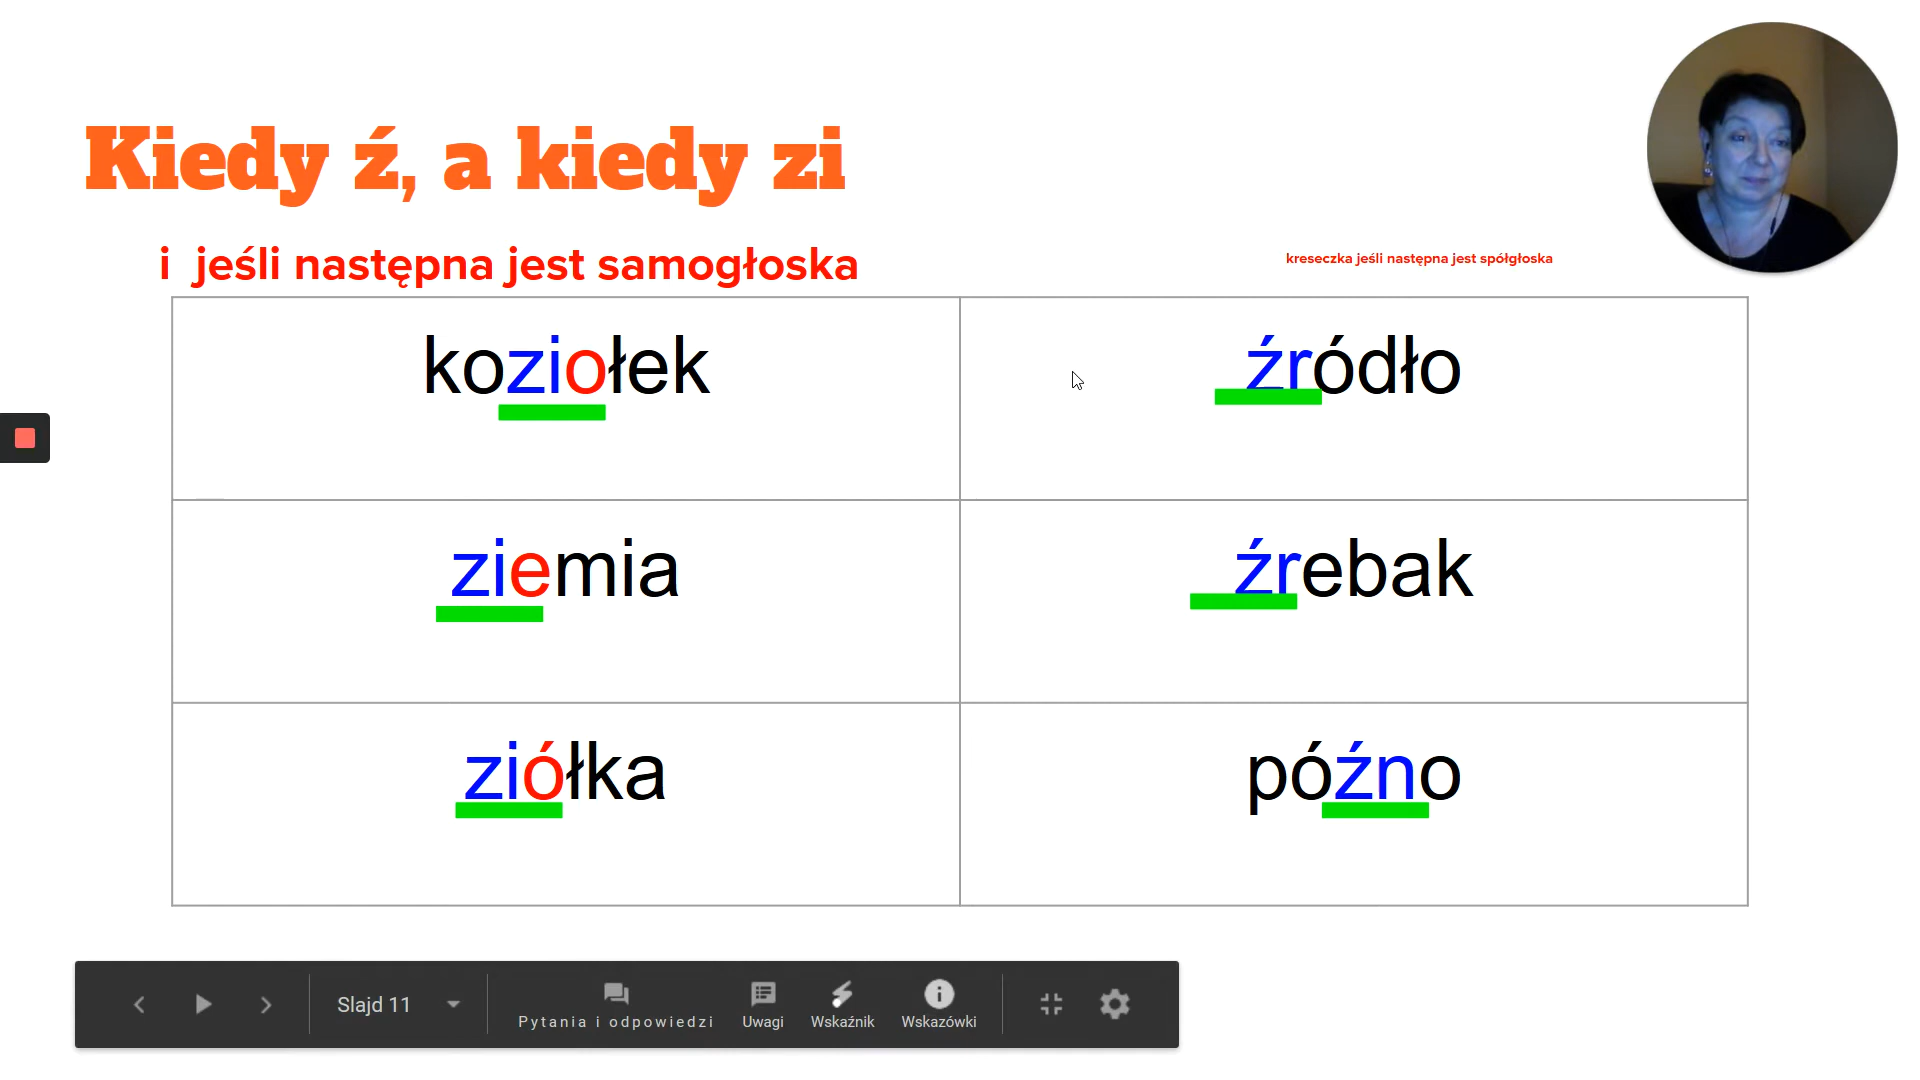 Kiedy ź, a kiedy zi
i jeśli następna jest samogłoska
kreseczka jeśli następna jest spółgłoska
koziołek
źródło
ziemia
źrebak
ziółka
późno
Slajd 11
Pytania i odpowiedzi
Uwagi
Wskaźnik
Wskazówki